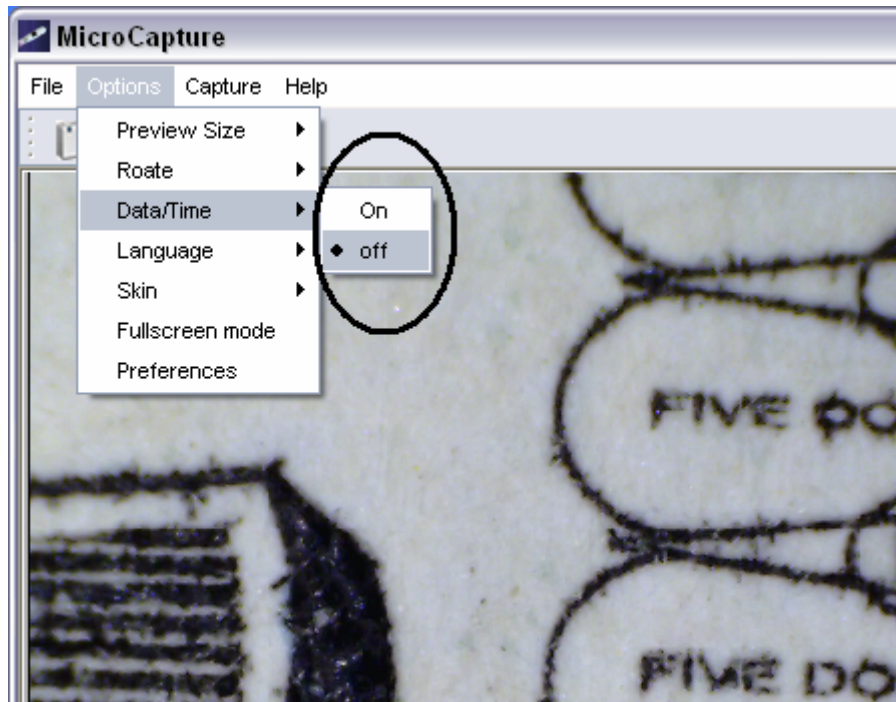 MicroCapture
File Options Capture Help
Preview Size
Roate
Data/Time
On
Language
off
Skin
Fullscreen mode
Preferences
FIVE
FIVE DO